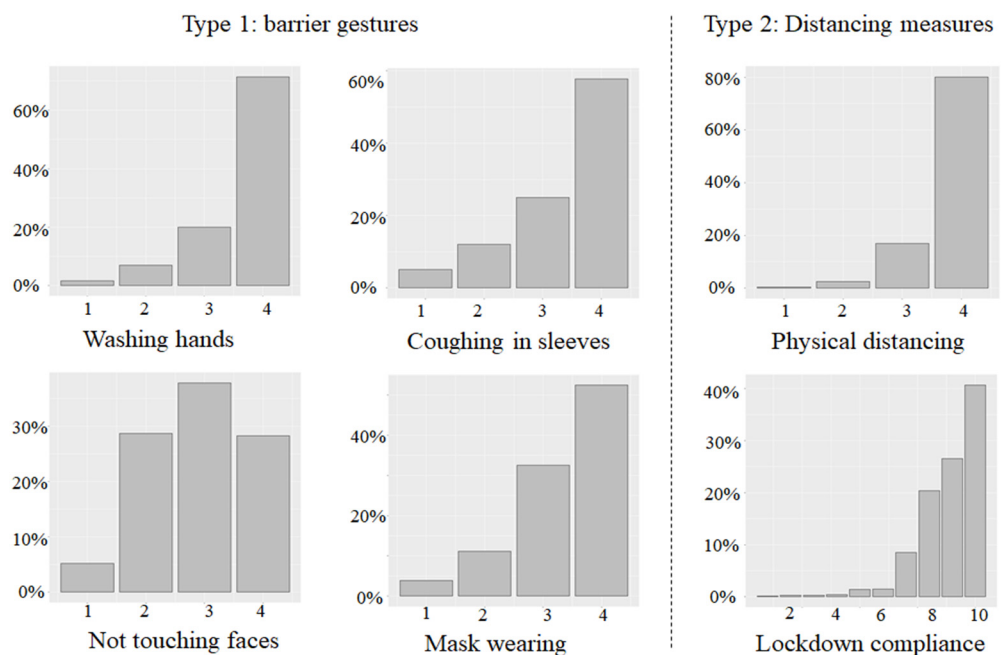 Type 1: barrier gestures
Type 2: Distancing measures
60%
40%
20%
0%
1 2 3 4
Washing hands
60%
40%
20%
0%
1 2 3 4
Coughing in sleeves
80%
60%
40%
20%
0%
1 2 3 4
Physical distancing
30%
20%
10%
0%
1 2 3 4
Not touching faces
40%
20%
0%
1 2 3 4
Mask wearing
40%
30%
20%
10%
0%
2 4 6 8 10
Lockdown compliance